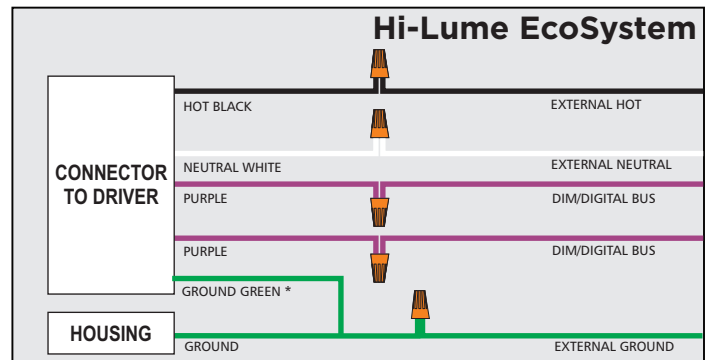 Hi-Lume EcoSystem
HOT BLACK
EXTERNAL HOT
CONNECTOR
TO DRIVER
NEUTRAL WHITE
EXTERNAL NEUTRAL
PURPLE
DIM/DIGITAL BUS
PURPLE
DIM/DIGITAL BUS
GROUND GREEN *
HOUSING
GROUND
EXTERNAL GROUND